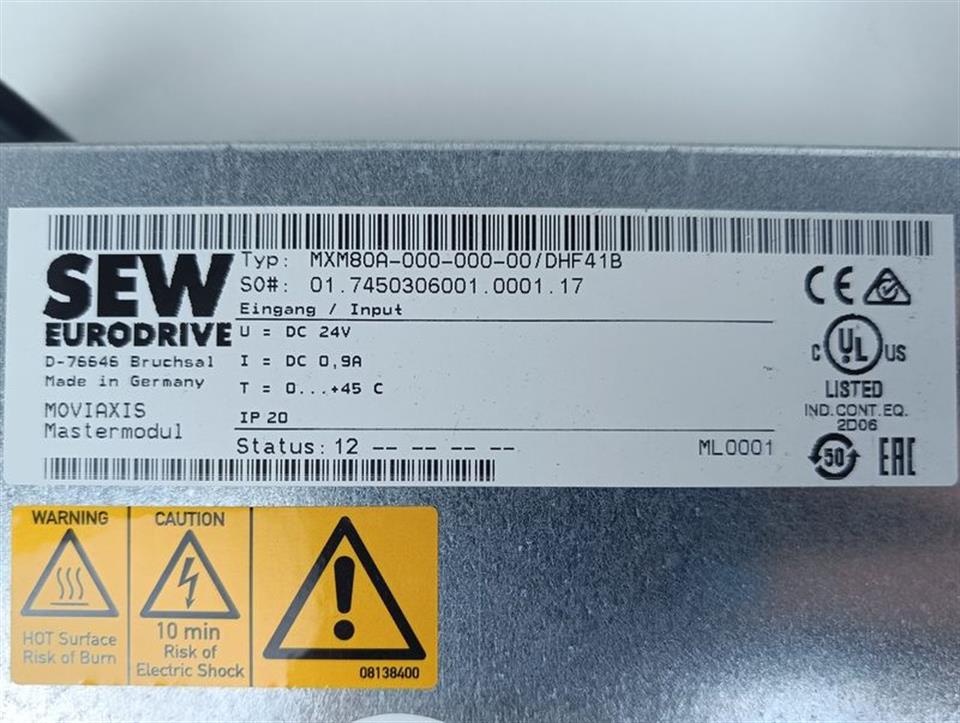 Typ: MXM80A-000-000-00/DHF41B
SO#: 01.7450306001.0001.17
SEW
EURODRIVE
D-76646 Bruchsal
Made in Germany
MOVIAXIS
Mastermodul
Eingang / Input
U = DC 24V
I = DC 0,9A
T = 0...+45 C
IP 20
Status: 12 -- -- -- --
ML0001
CE
C UL US
LISTED
IND.CONT.EQ.
2D06
50
EAC
WARNING
HOT Surface
Risk of Burn
CAUTION
10 min
Risk of
Electric Shock
08138400